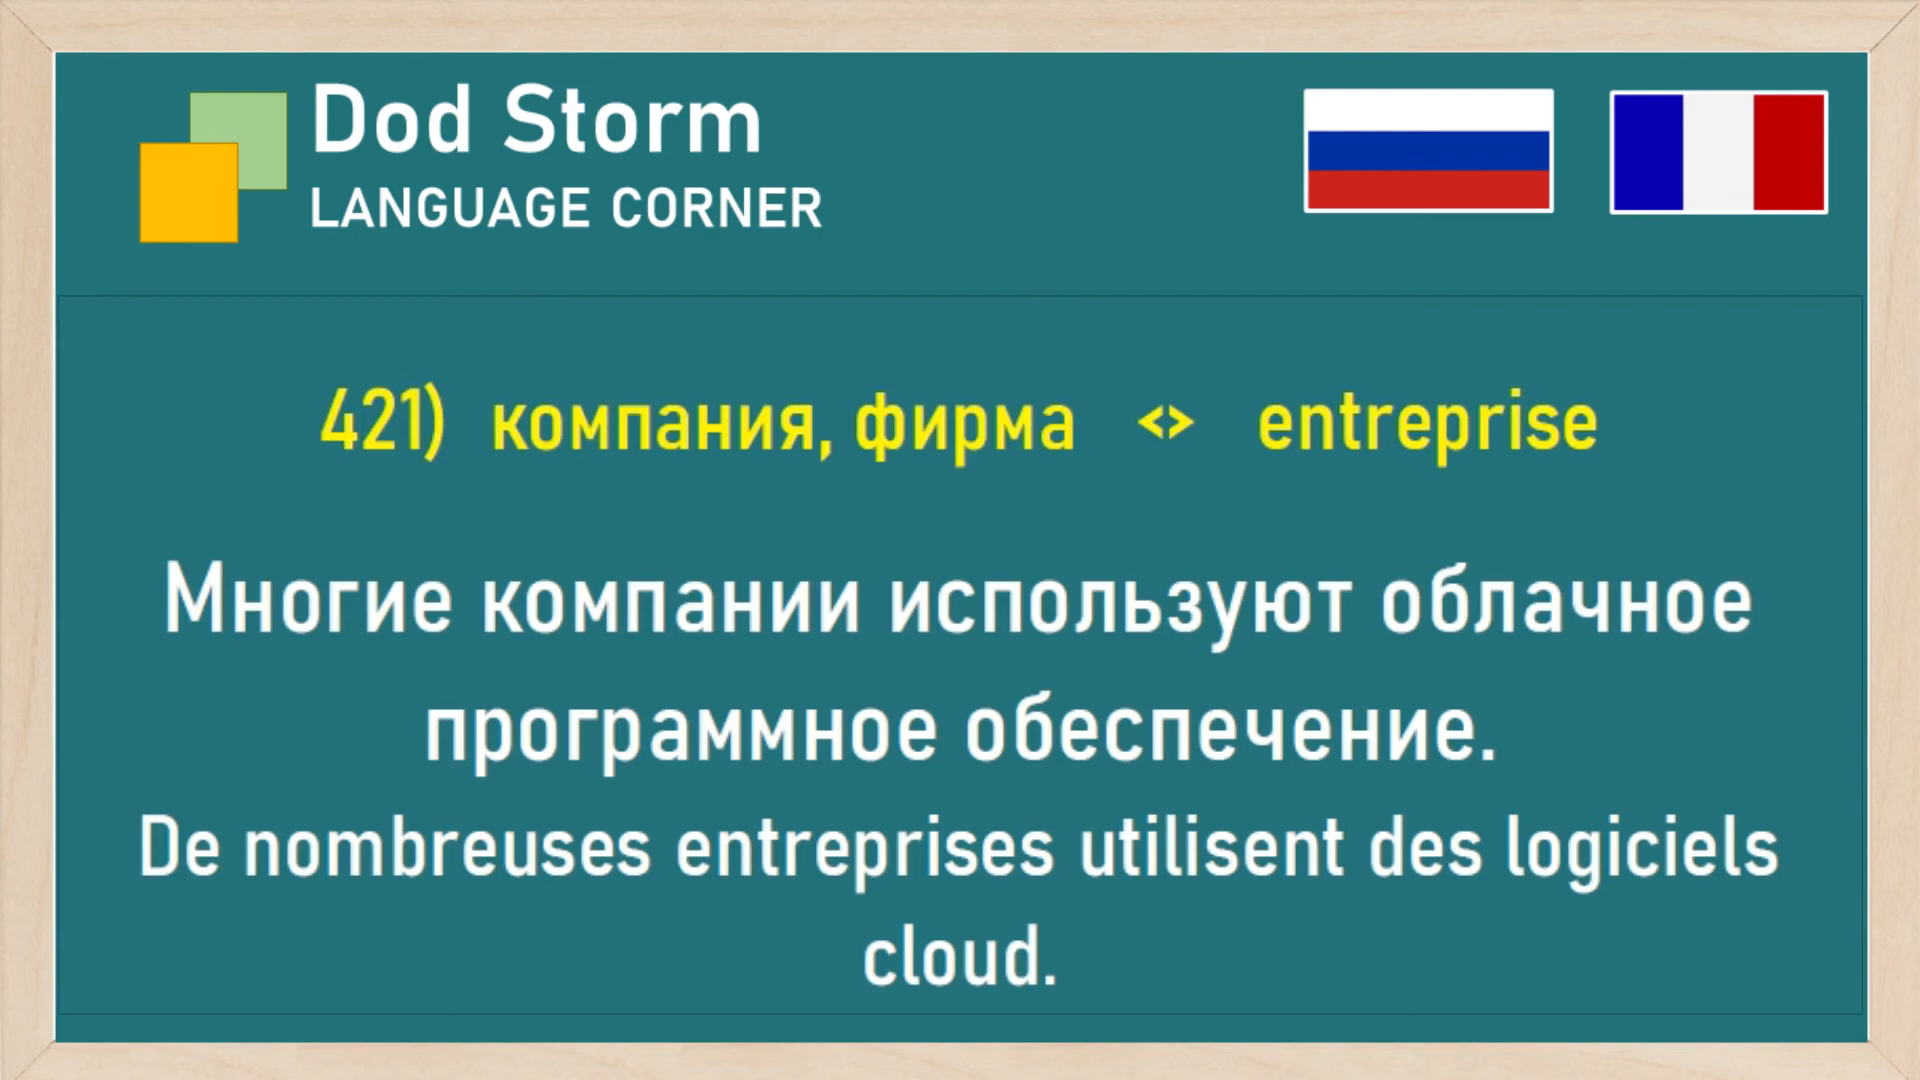 Dod Storm
LANGUAGE CORNER
421) компания, фирма <> entreprise
Многие компании используют облачное
программное обеспечение.
De nombreuses entreprises utilisent des logiciels
cloud.